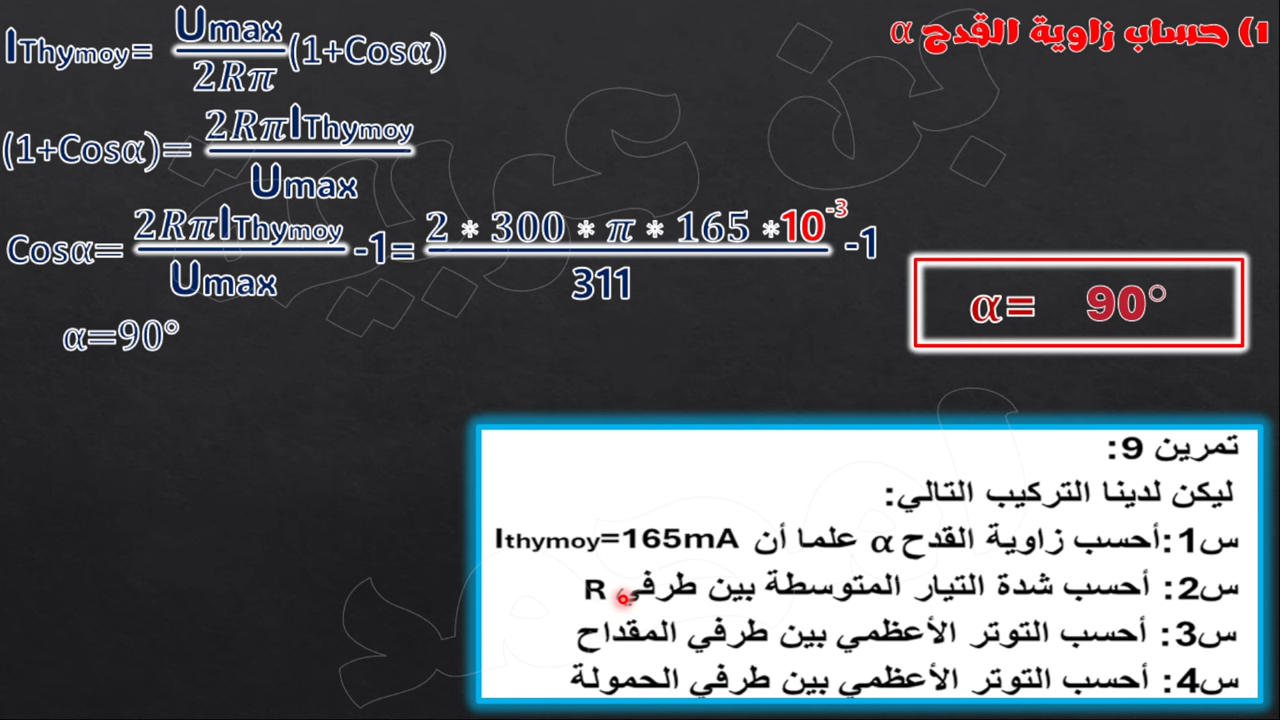 1) حساب زاوية القدح α
IThymoy= Umax/2Rπ (1+Cosα)
(1+Cosα)= 2RπIThymoy/Umax
Cosα= 2RπIThymoy/Umax -1= 2 * 300 * π * 165 *10^-3/311 -1
α=90°
α= 90°
تمرين 9:
ليكن لدينا التركيب التالي:
س1:أحسب زاوية القدح α علما أن Ithymoy=165mA
س2: أحسب شدة التيار المتوسطة بين طرفي R
س3: أحسب التوتر الأعظمي بين طرفي المقداح
س4: أحسب التوتر الأعظمي بين طرفي الحمولة